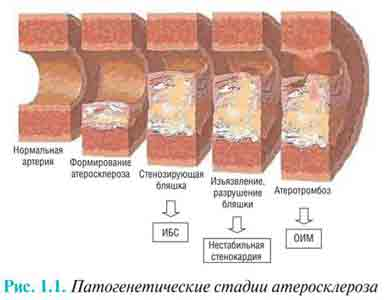 Нормальная
артерия
Формирование
атеросклероза
Стенозирующая
бляшка
Изъязвление,
разрушение
бляшки
Атеротромбоз
ИБС
Нестабильная
стенокардия
ОИМ
Рис. 1.1. Патогенетические стадии атеросклероза